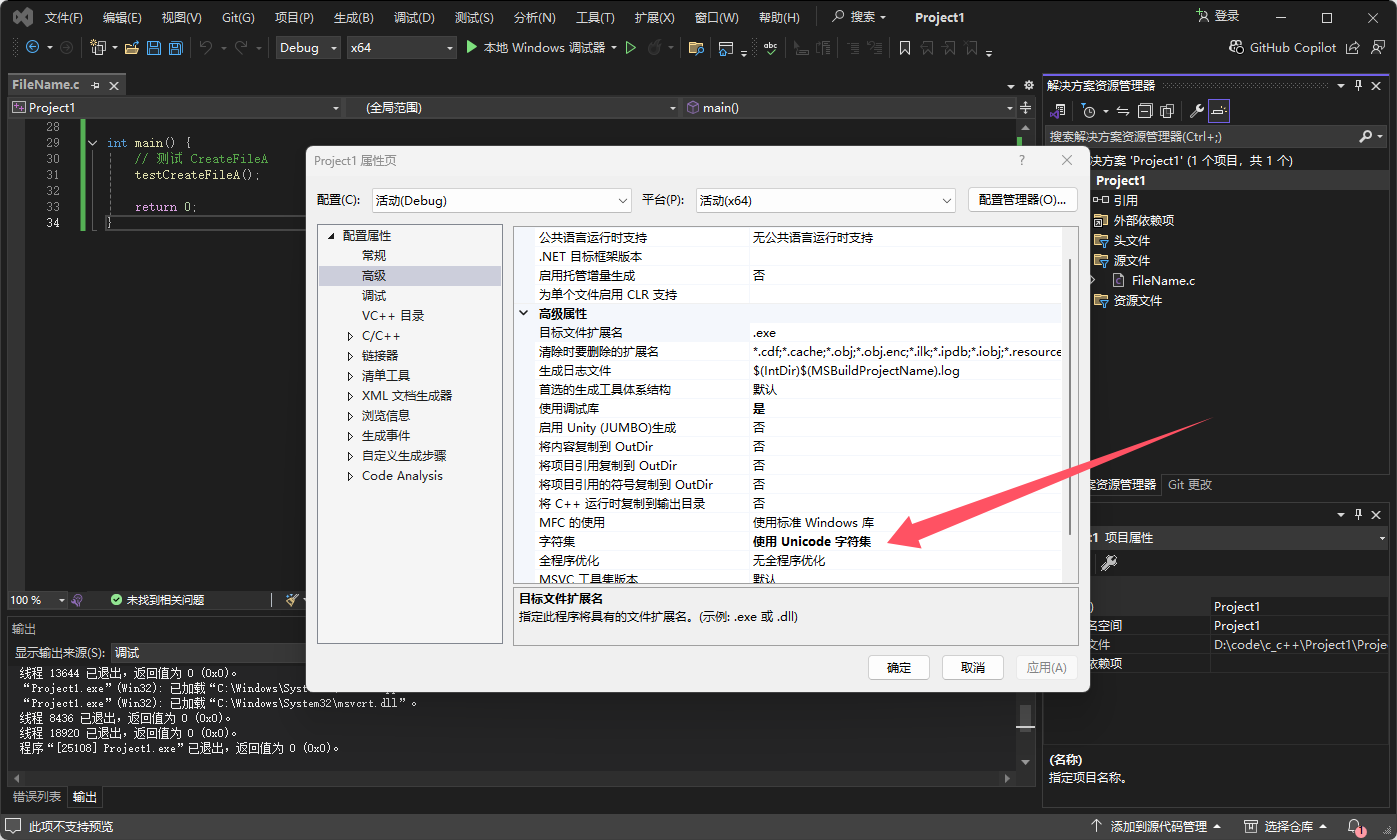 文件(F) 编辑(E) 视图(V) Git(G) 项目(P) 生成(B) 调试(D) 测试(S) 分析(N) 工具(T) 扩展(X) 窗口(W) 帮助(H) 搜索 Project1 登录
Debug x64 本地 Windows 调试器 GitHub Copilot
FileName.c
Project1 (全局范围) main()
28
29 int main() {
30 // 测试 CreateFileA
31 testCreateFileA();
32
33 return 0;
34 }
100 % 未找到相关问题
Project1 属性页
配置(C): 活动(Debug) 平台(P): 活动(x64) 配置管理器(O)...
配置属性
常规
高级
调试
VC++ 目录
C/C++
链接器
清单工具
XML 文档生成器
浏览信息
生成事件
自定义生成步骤
Code Analysis
公共语言运行时支持 无公共语言运行时支持
.NET 目标框架版本
启用托管增量生成 否
为单个文件启用 CLR 支持
高级属性
目标文件扩展名 .exe
清除时要删除的扩展名 *.cdf;*.cache;*.obj;*.obj.enc;*.ilk;*.ipdb;*.iobj;*.resource
生成日志文件 $(IntDir)$(MSBuildProjectName).log
首选的生成工具体系结构 默认
使用调试库 是
启用 Unity (JUMBO)生成 否
将内容复制到 OutDir 否
将项目引用复制到 OutDir 否
将项目引用的符号复制到 OutDir 否
将 C++ 运行时复制到输出目录 否
MFC 的使用 使用标准 Windows 库
字符集 使用 Unicode 字符集
全程序优化 无全程序优化
MSVC 工具集版本 默认
目标文件扩展名
指定此程序将具有的文件扩展名。(示例: .exe 或 .dll)
确定 取消 应用(A)
解决方案资源管理器
搜索解决方案资源管理器(Ctrl+;)
决方案 'Project1' (1 个项目，共 1 个)
Project1
引用
外部依赖项
头文件
源文件
FileName.c
资源文件
资源管理器 Git 更改
1 项目属性
) Project1
名空间 Project1
文件 D:\code\c_c++\Project1\Proje
依赖项
(名称)
指定项目名称。
输出
显示输出来源(S): 调试
线程 13644 已退出，返回值为 0 (0x0)。
“Project1.exe”(Win32): 已加载“C:\Windows\Syst
“Project1.exe”(Win32): 已加载“C:\Windows\System32\msvcrt.dll”。
线程 8436 已退出，返回值为 0 (0x0)。
线程 18920 已退出，返回值为 0 (0x0)。
程序“[25108] Project1.exe”已退出，返回值为 0 (0x0)。
错误列表 输出
此项不支持预览 添加到源代码管理 选择仓库 1